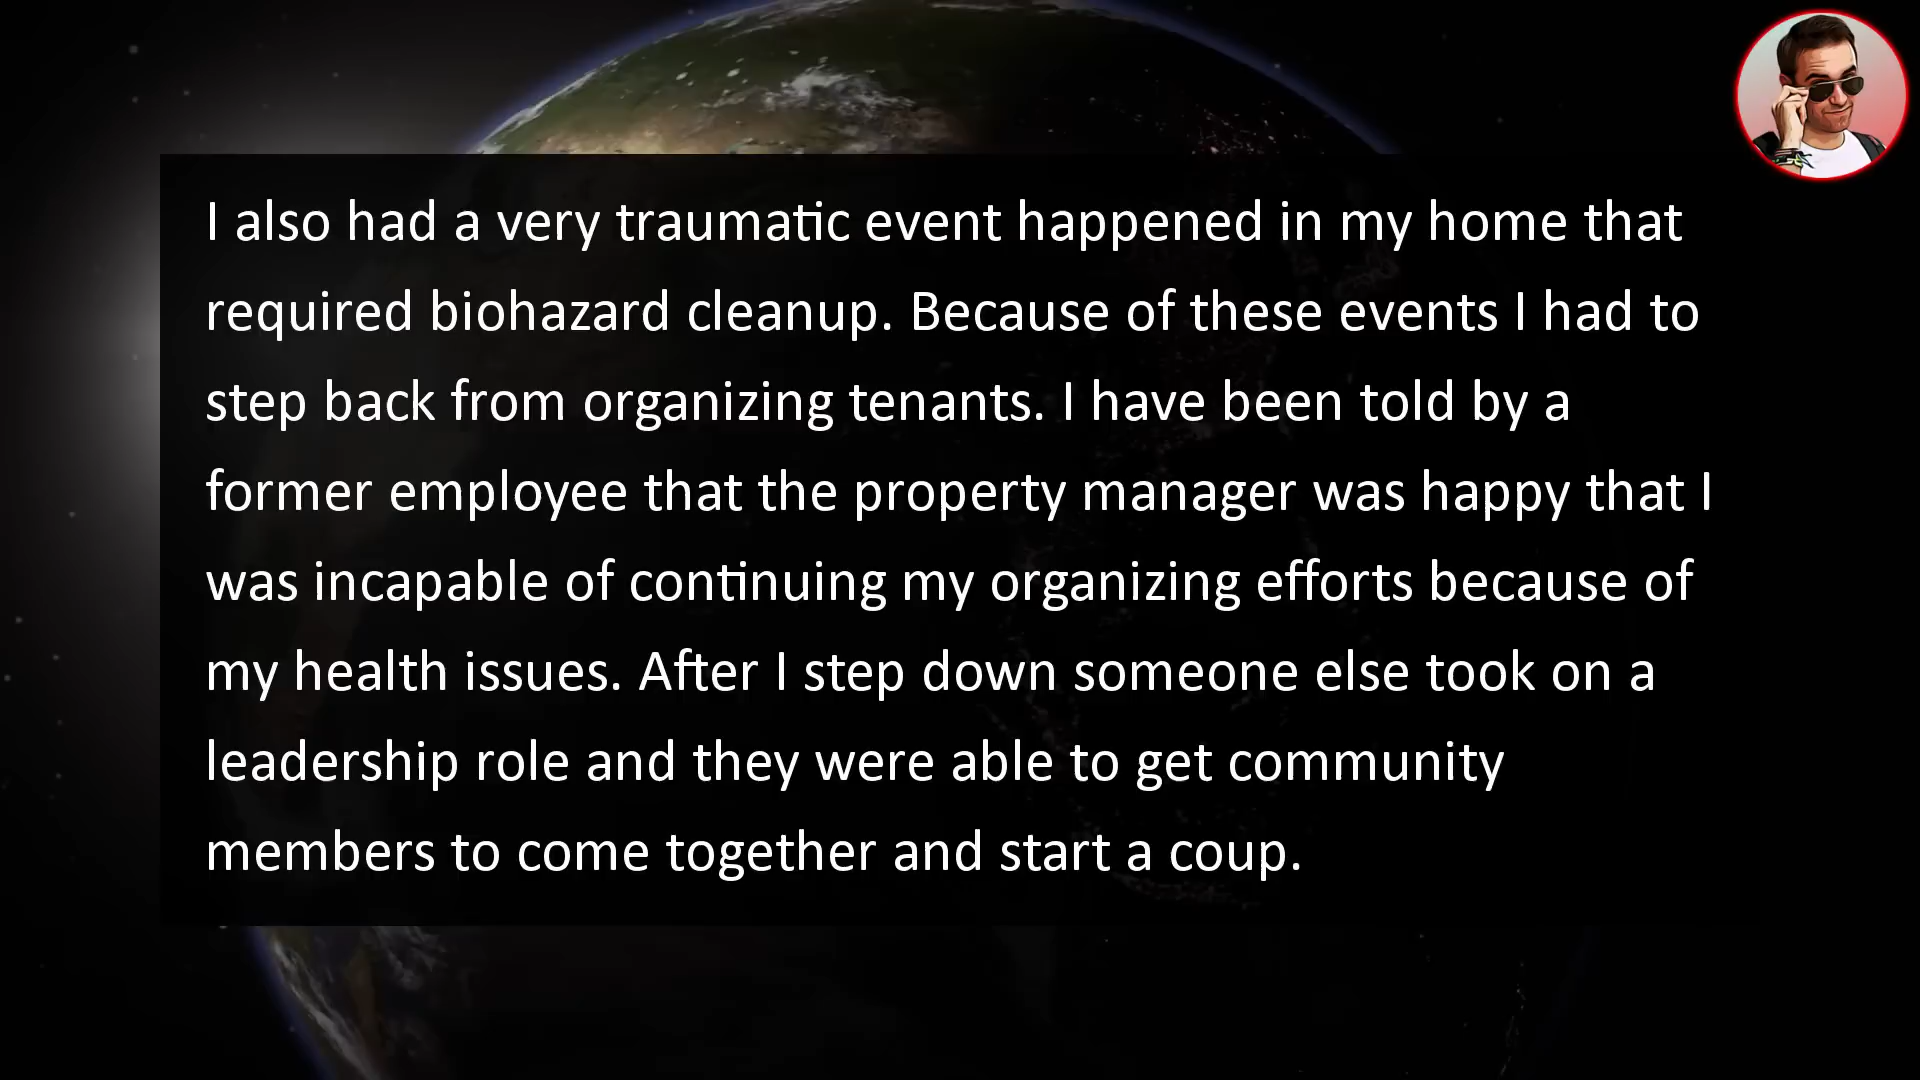 I also had a very traumatic event happened in my home that
required biohazard cleanup. Because of these events I had to
step back from organizing tenants. I have been told by a
former employee that the property manager was happy that I
was incapable of continuing my organizing efforts because of
my health issues. After I step down someone else took on a
leadership role and they were able to get community
members to come together and start a coup.